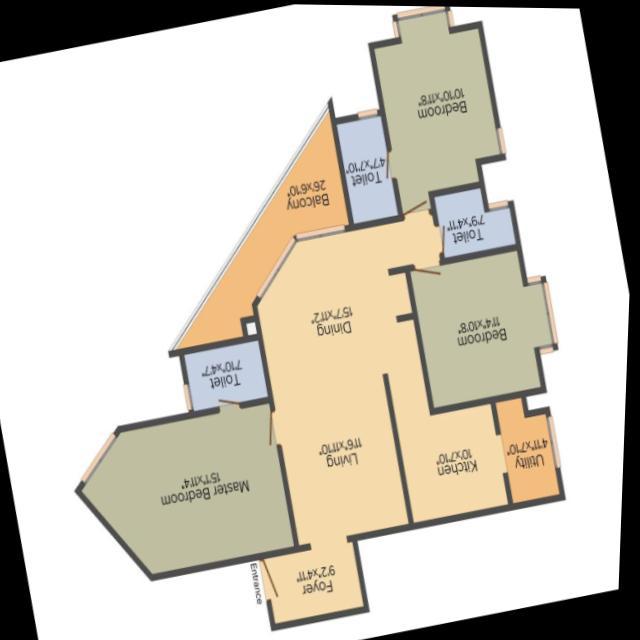 Foyer
9'2"x4'11"
Entrance
Utility
4'11"x7'10"
Kitchen
10'x7'10"
Living
11'6"x11'10"
Master Bedroom
15'1"x11'4"
Bedroom
11'4"x10'8"
Toilet
7'10"x4'7"
Dining
15'7"x11'2"
Toilet
7'9"x4'11"
Balcony
26'x6'10"
Toilet
4'7"x7'10"
Bedroom
10'10"x11'8"